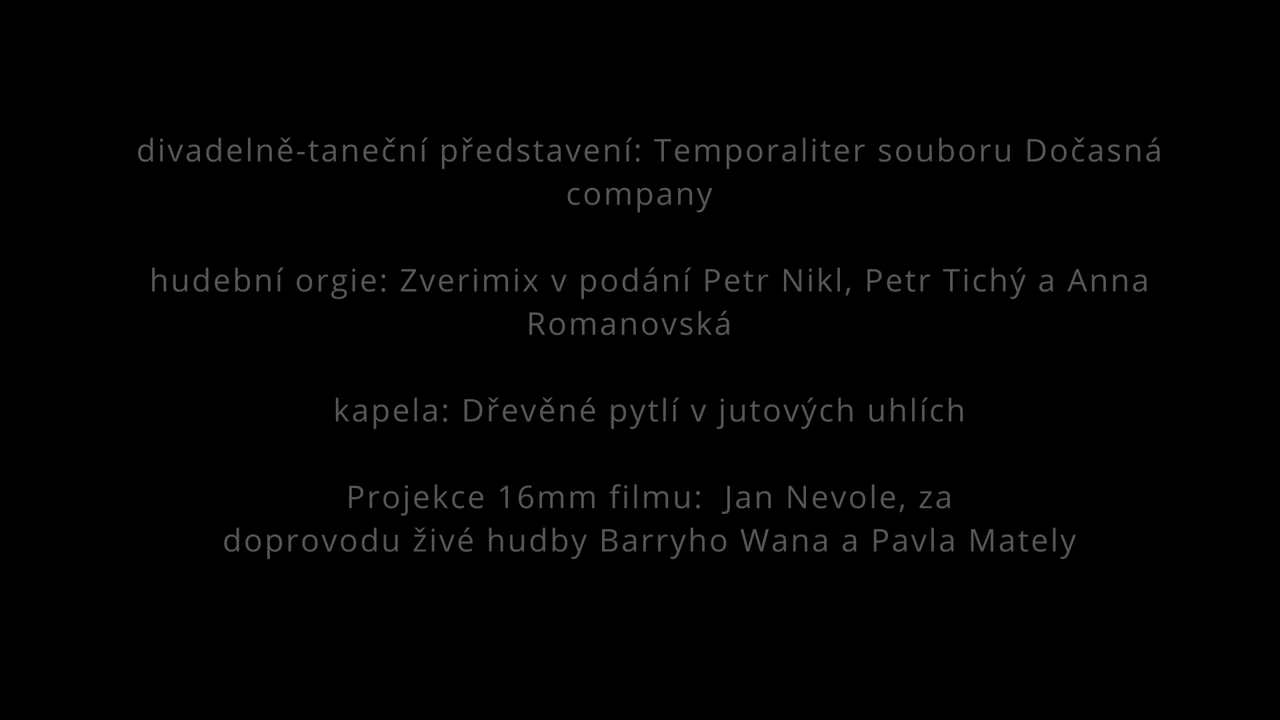 divadelně-taneční představení: Temporaliter souboru Dočasná
company
hudební orgie: Zverimix v podání Petr Nikl, Petr Tichý a Anna
Romanovská
kapela: Dřevěné pytlí v jutových uhlích
Projekce 16mm filmu:  Jan Nevole, za
doprovodu živé hudby Barryho Wana a Pavla Mately